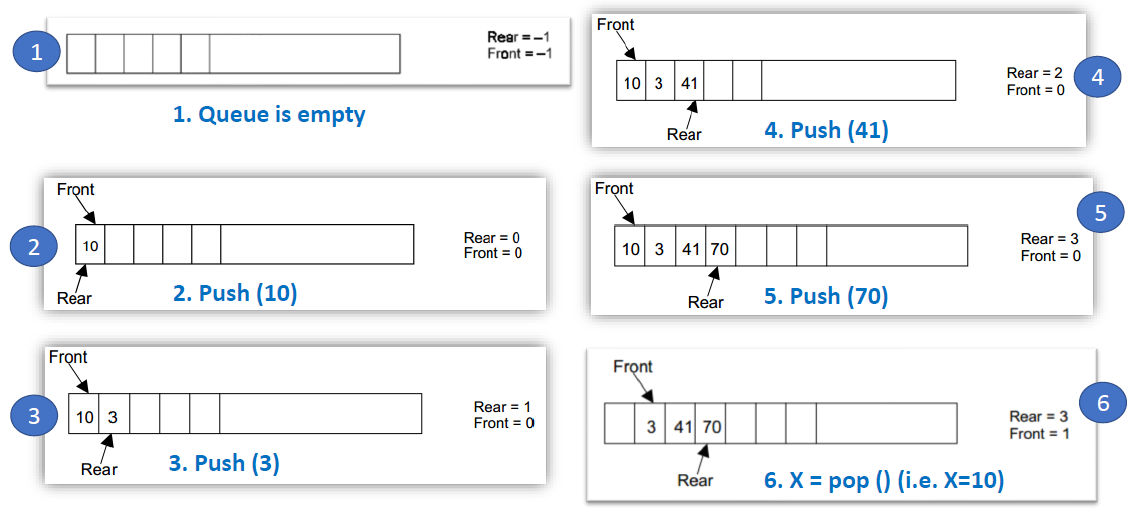 1
Rear = –1
Front = –1
1. Queue is empty
2
Front
10
Rear = 0
Front = 0
Rear
2. Push (10)
3
Front
10 3
Rear = 1
Front = 0
Rear
3. Push (3)
4
Front
10 3 41
Rear = 2
Front = 0
Rear
4. Push (41)
5
Front
10 3 41 70
Rear = 3
Front = 0
Rear
5. Push (70)
6
Front
3 41 70
Rear = 3
Front = 1
Rear
6. X = pop () (i.e. X=10)